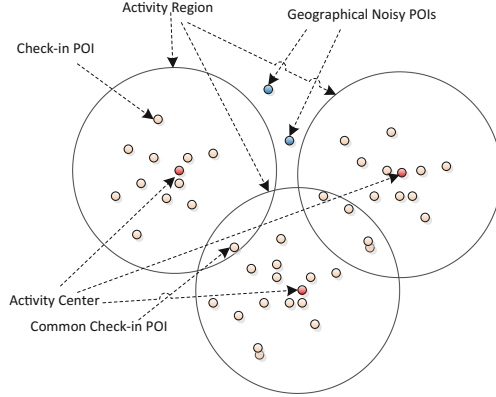 Activity Region
Geographical Noisy POIs
Check-in POI
Activity Center
Common Check-in POI